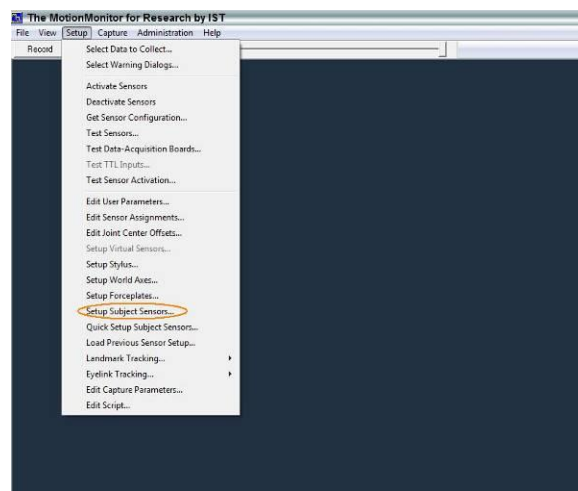 The MotionMonitor for Research by IST
File View Setup Capture Administration Help
Record
Select Data to Collect...
Select Warning Dialogs...
Activate Sensors
Deactivate Sensors
Get Sensor Configuration...
Test Sensors...
Test Data-Acquisition Boards...
Test TTL Inputs...
Test Sensor Activation...
Edit User Parameters...
Edit Sensor Assignments...
Edit Joint Center Offsets...
Setup Virtual Sensors...
Setup Stylus...
Setup World Axes...
Setup Forceplates...
Setup Subject Sensors...
Quick Setup Subject Sensors...
Load Previous Sensor Setup...
Landmark Tracking...
Eyelink Tracking...
Edit Capture Parameters...
Edit Script...